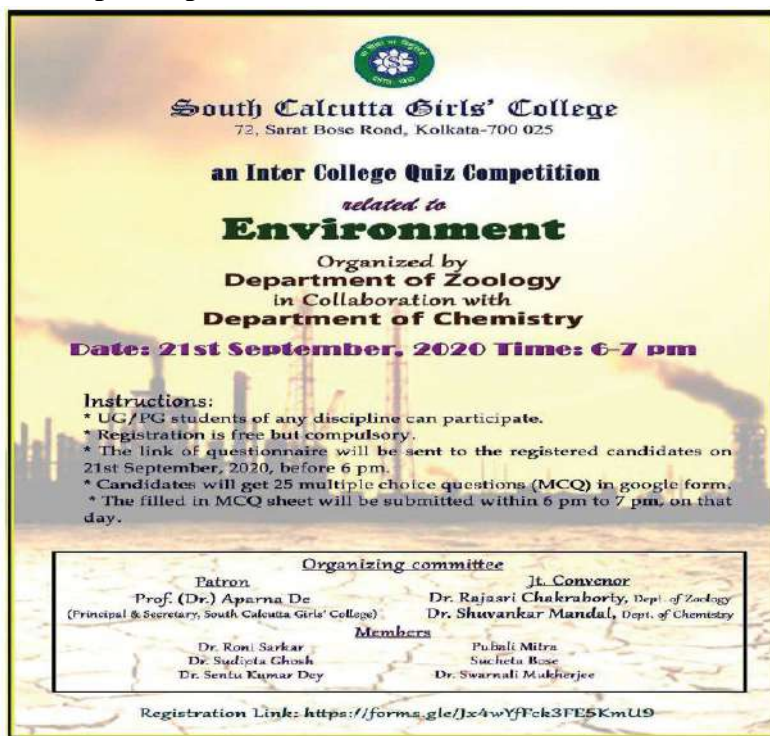 ESTD - 1932
South Calcutta Girls' College
72, Sarat Bose Road, Kolkata-700 025
an Inter College Quiz Competition
related to
Environment
Organized by
Department of Zoology
in Collaboration with
Department of Chemistry
Date: 21st September, 2020 Time: 6-7 pm
Instructions:
* UG/PG students of any discipline can participate.
* Registration is free but compulsory.
* The link of questionnaire will be sent to the registered candidates on
21st September, 2020, before 6 pm.
* Candidates will get 25 multiple choice questions (MCQ) in google form.
* The filled in MCQ sheet will be submitted within 6 pm to 7 pm, on that
day.
Organizing committee
Patron Jt. Convenor
Prof. (Dr.) Aparna De Dr. Rajasri Chakraborty, Dept. of Zoology
(Principal & Secretary, South Calcutta Girls' College) Dr. Shuvankar Mandal, Dept. of Chemistry
Members
Dr. Roni Sarkar Pubali Mitra
Dr. Sudipta Ghosh Sucheta Bose
Dr. Sentu Kumar Dey Dr. Swarnali Mukherjee
Registration Link: https://forms.gle/Jx4wYfFck3FE5KmU9